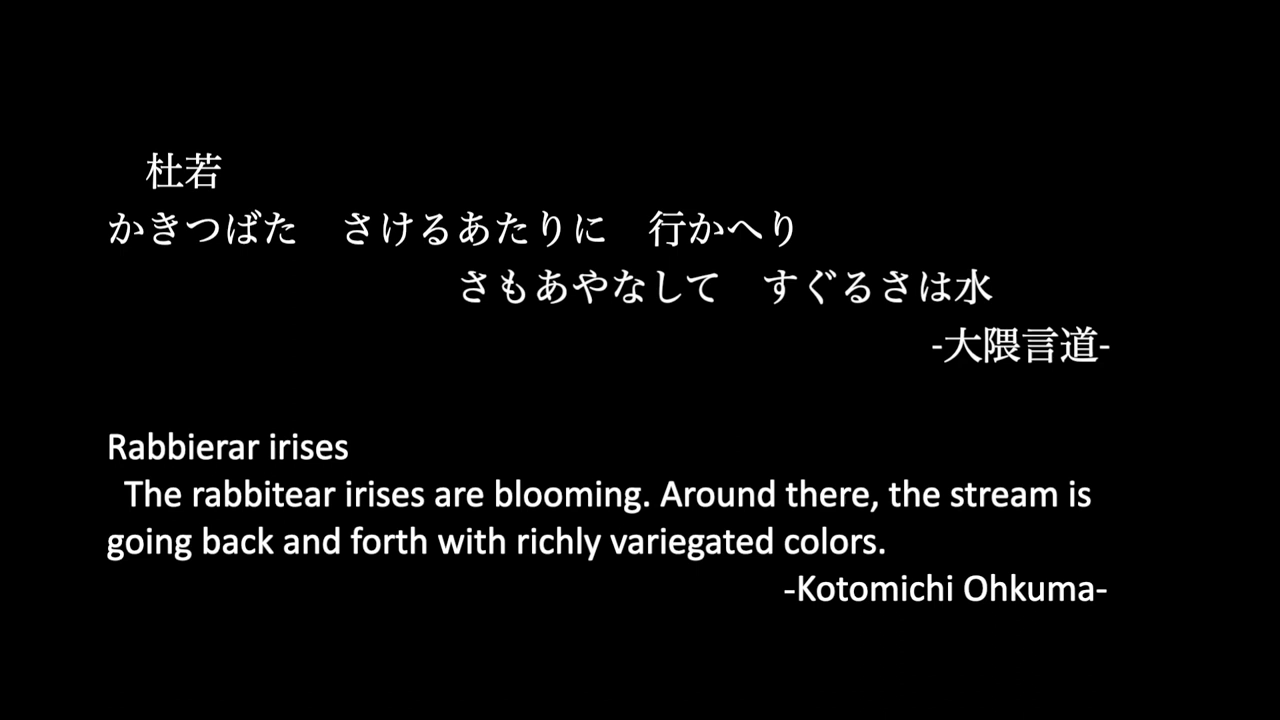 杜若
かきつばた　さけるあたりに　行かへり
さもあやなして　すぐるさは水
-大隈言道-
Rabbierar irises
The rabbitear irises are blooming. Around there, the stream is
going back and forth with richly variegated colors.
-Kotomichi Ohkuma-